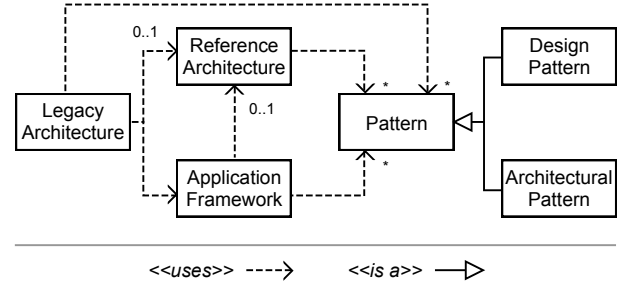 0..1
Reference
Architecture
Design
Pattern
*
*
Legacy
Architecture
0..1
Pattern
*
Application
Framework
Architectural
Pattern
<<uses>>
<<is a>>